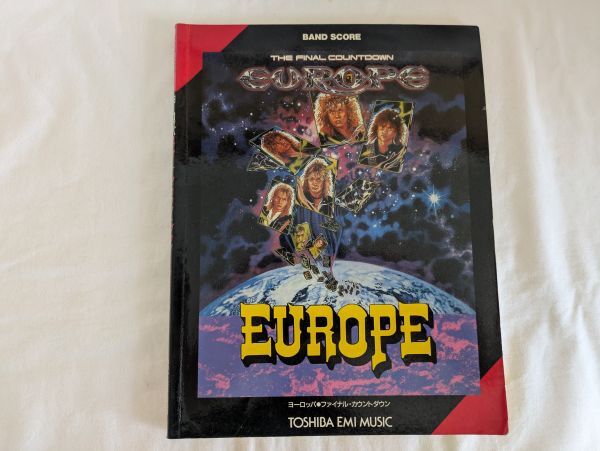 BAND SCORE
THE FINAL COUNTDOWN
EUROPE
EUROPE
ヨーロッパ●ファイナル・カウントダウン
TOSHIBA EMI MUSIC